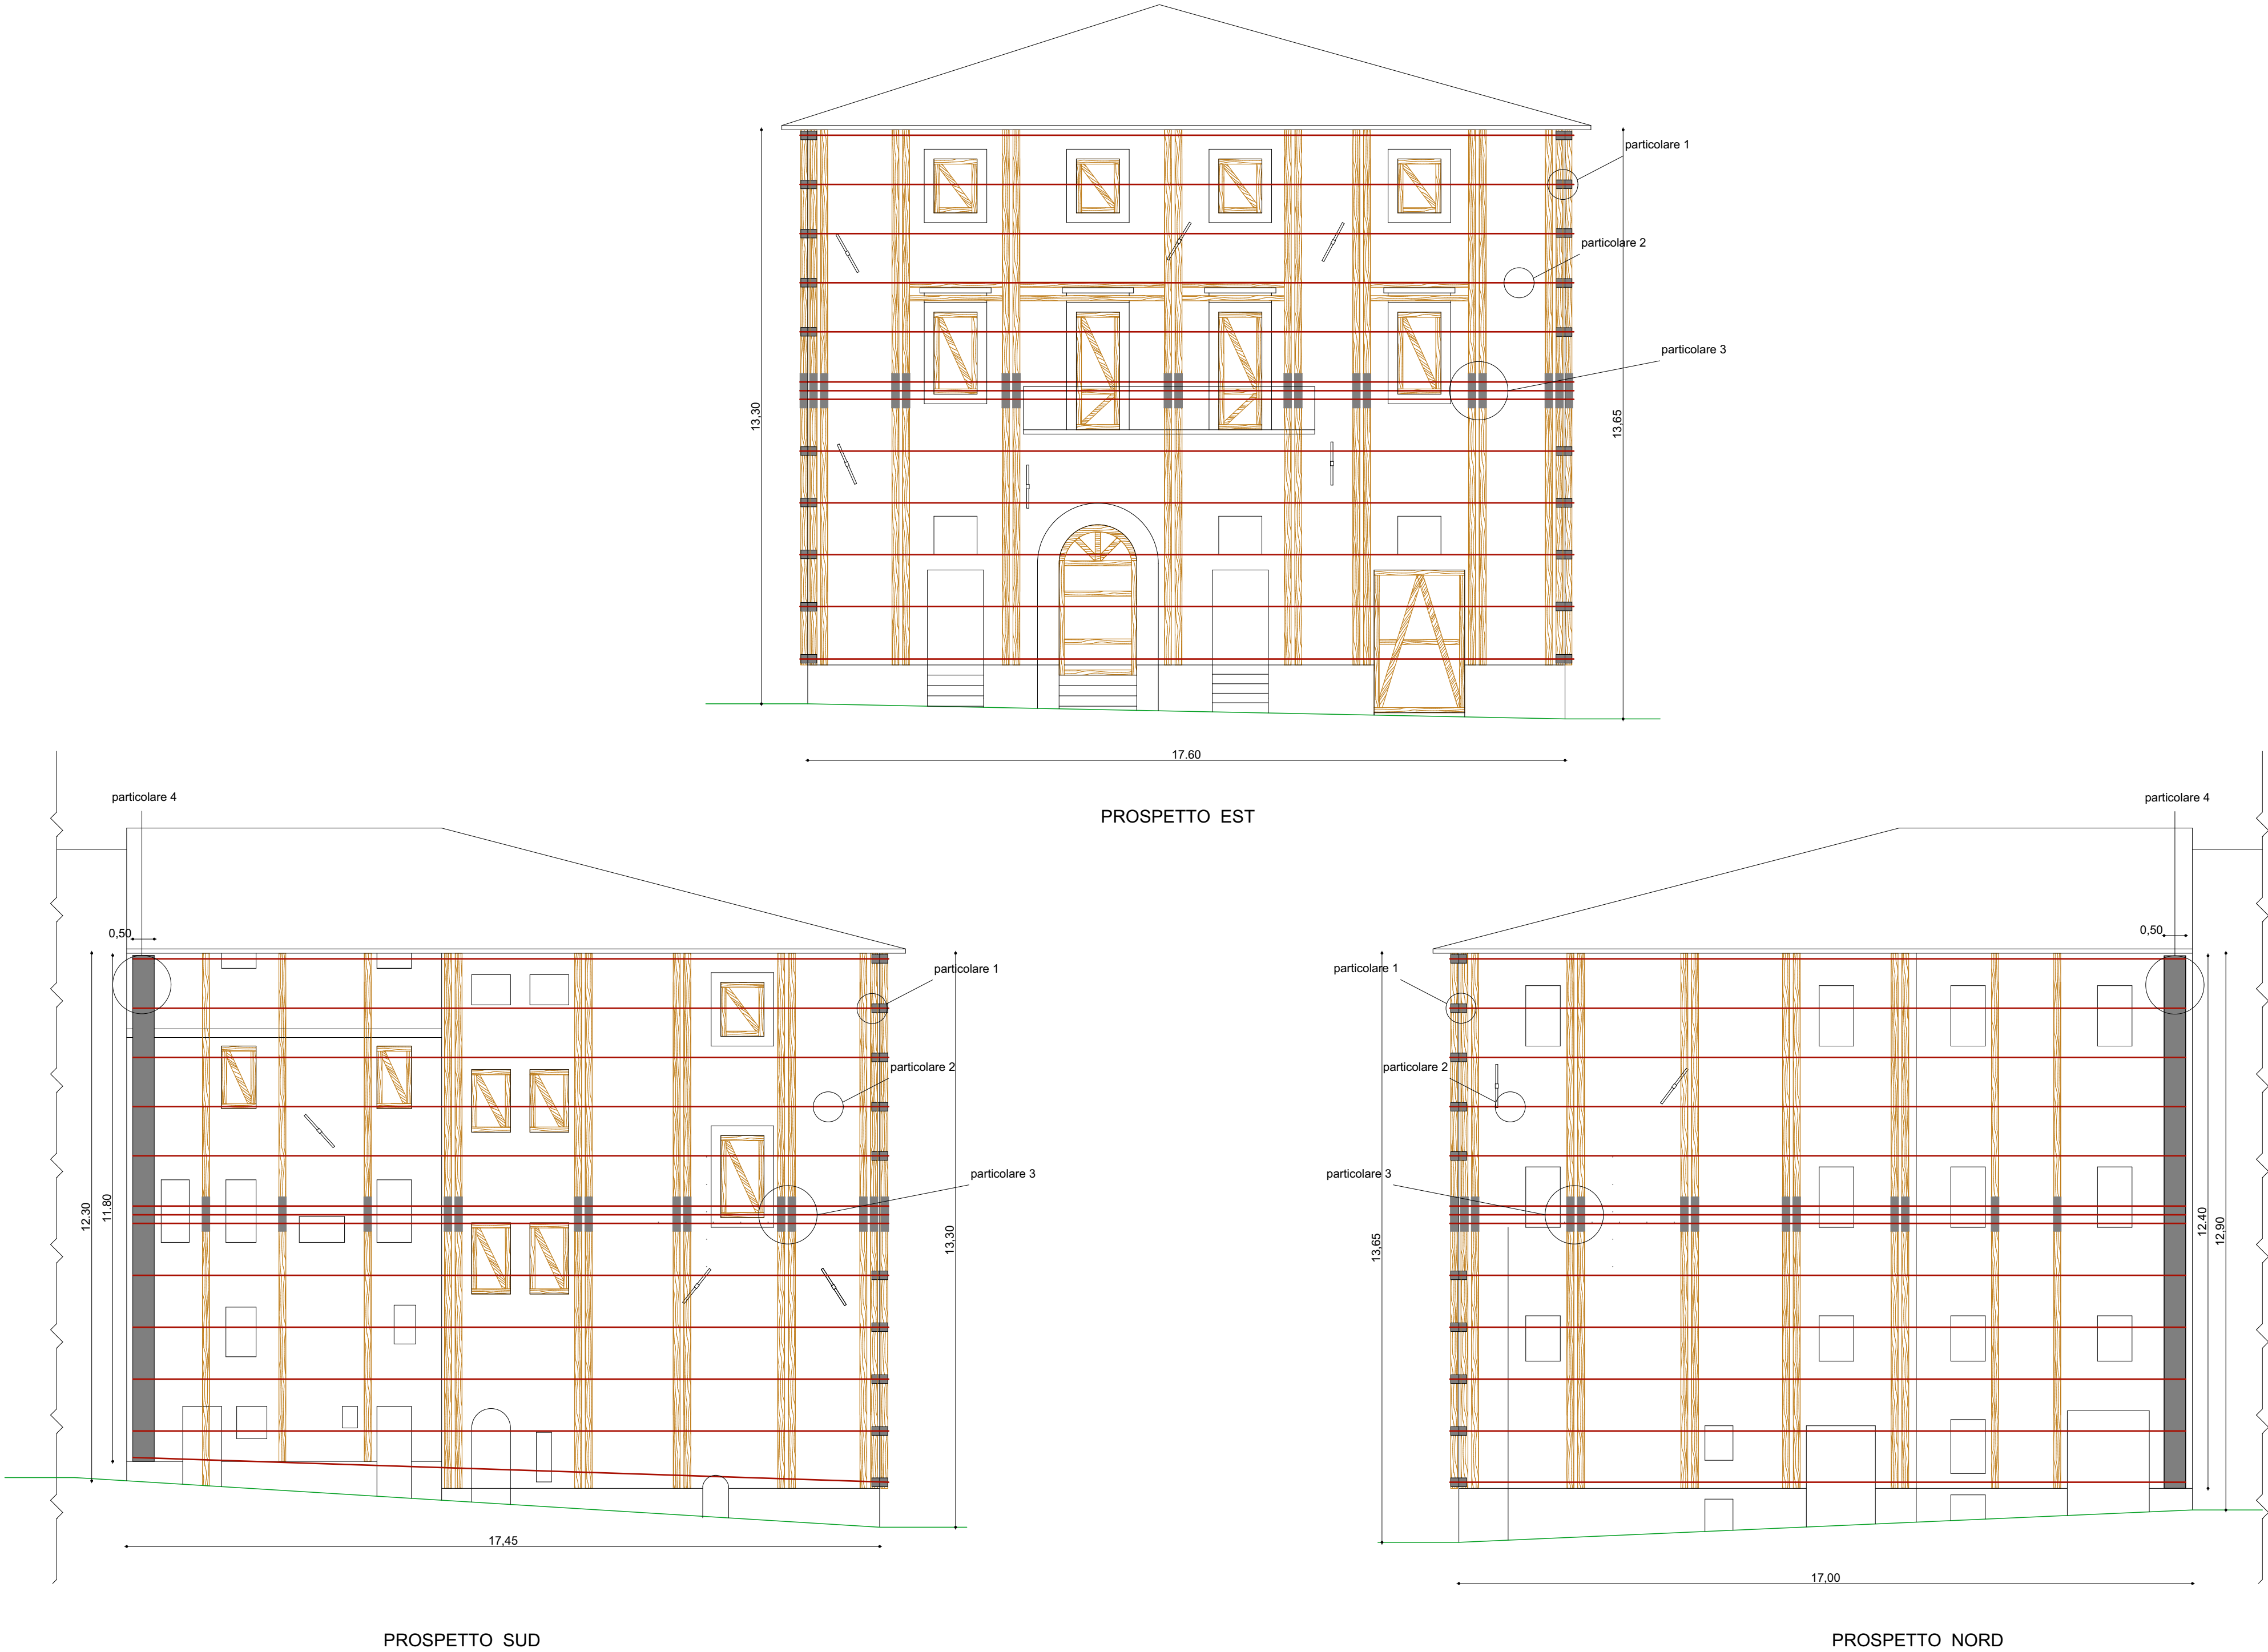 particolare 1
particolare 2
particolare 3
13,30
13,65
17.60
PROSPETTO EST
particolare 4
0,50
particolare 1
particolare 2
particolare 3
12.30
11.80
13,30
17,45
PROSPETTO SUD
particolare 4
0,50
particolare 1
particolare 2
particolare 3
13,65
12.40
12.90
17,00
PROSPETTO NORD